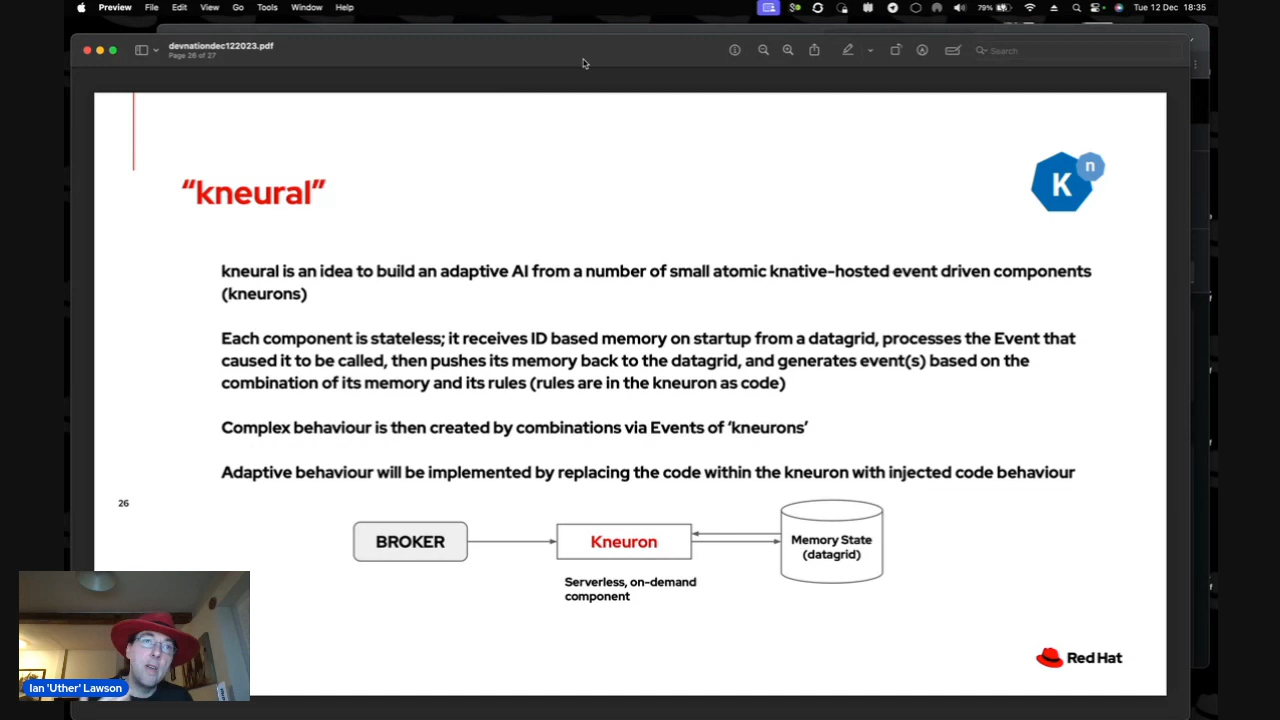 Preview File Edit View Go Tools Window Help 79% Tue 12 Dec 18:35
devnationdec122023.pdf
Page 26 of 27
Search
"kneural"
K n
kneural is an idea to build an adaptive AI from a number of small atomic knative-hosted event driven components
(kneurons)
Each component is stateless; it receives ID based memory on startup from a datagrid, processes the Event that
caused it to be called, then pushes its memory back to the datagrid, and generates event(s) based on the
combination of its memory and its rules (rules are in the kneuron as code)
Complex behaviour is then created by combinations via Events of 'kneurons'
Adaptive behaviour will be implemented by replacing the code within the kneuron with injected code behaviour
26
BROKER
Kneuron
Memory State
(datagrid)
Serverless, on-demand
component
Red Hat
Ian 'Uther' Lawson